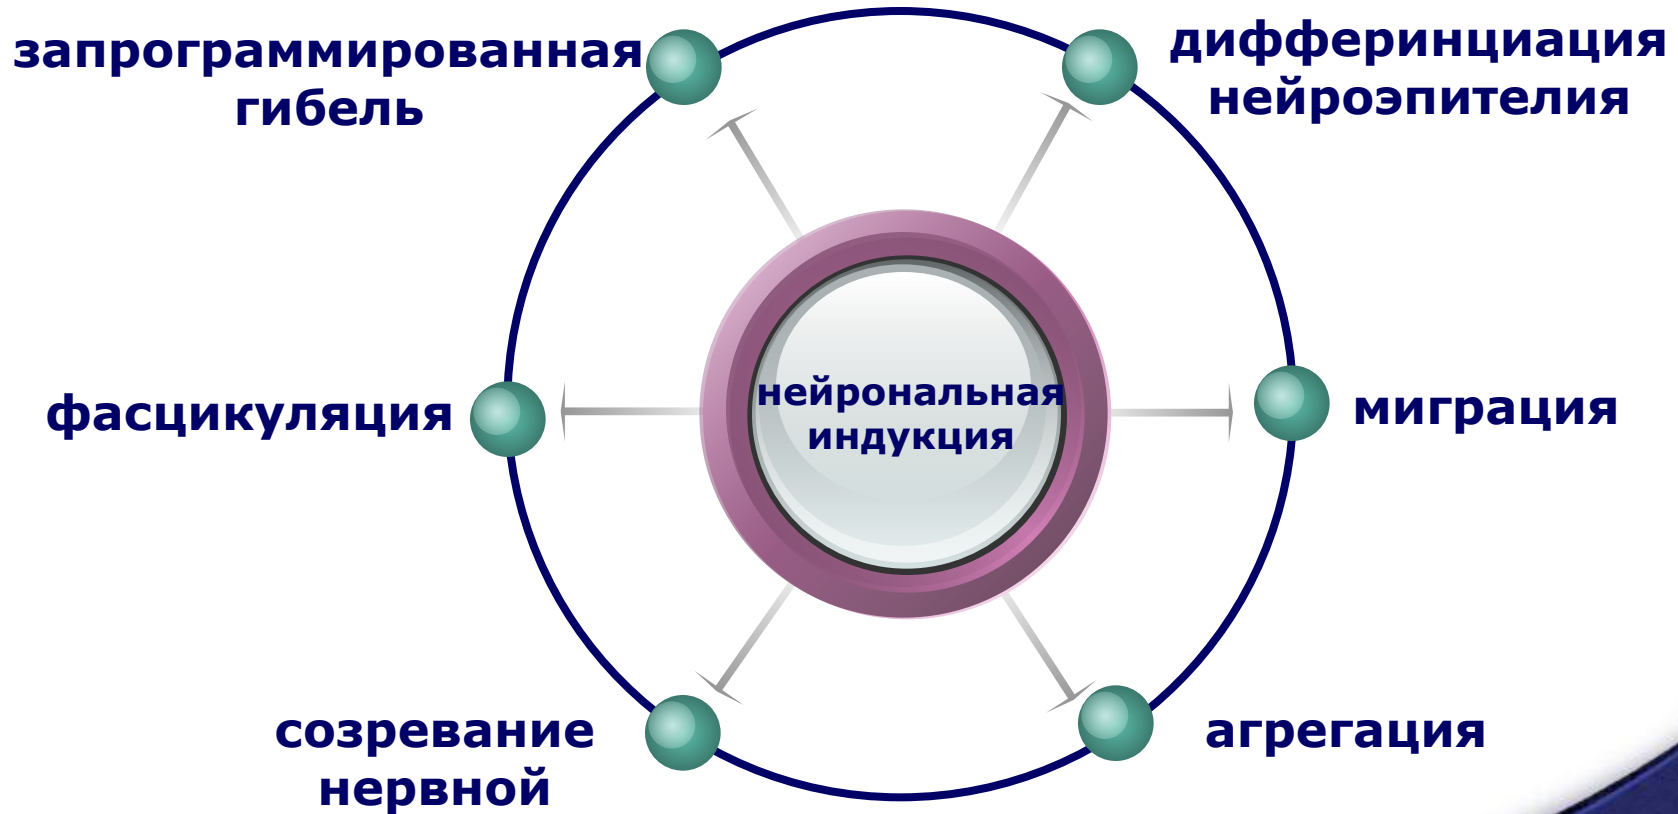 запрограммированная
гибель
дифферинциация
нейроэпителия
фасцикуляция
нейрональная
индукция
миграция
созревание
нервной
агрегация